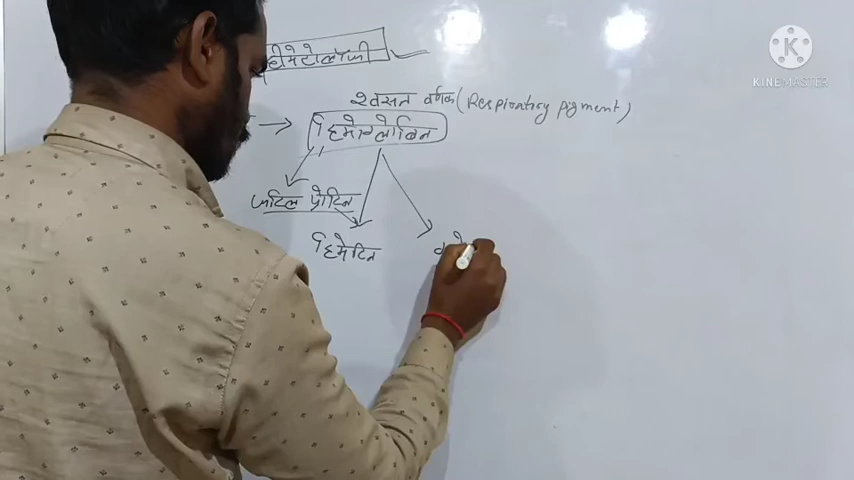 हीमेटोलॉजी
श्वसन वर्णक (Respiratory pigment)
हिमोग्लोबिन
जटिल प्रोटिन
हिमेटिन
KINEMASTER